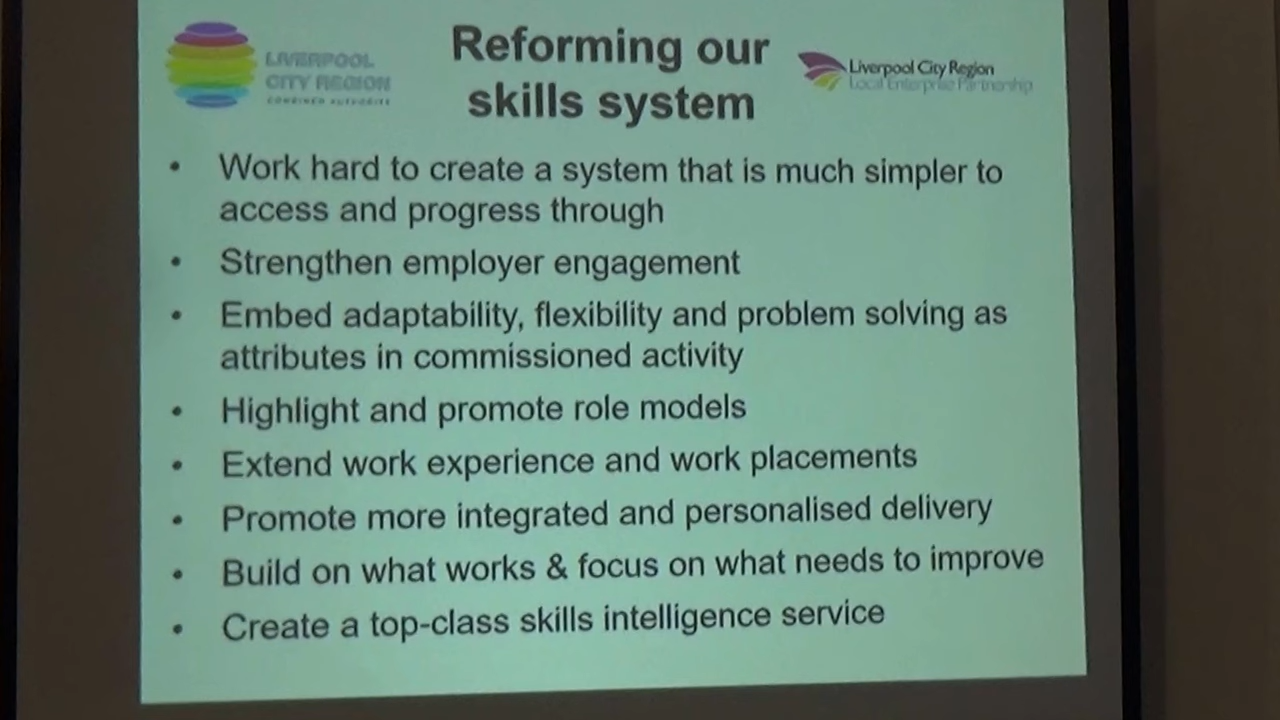 LIVERPOOL
CITY REGION
COMBINED AUTHORITY
Reforming our
skills system
Liverpool City Region
Local Enterprise Partnership
• Work hard to create a system that is much simpler to
access and progress through
• Strengthen employer engagement
• Embed adaptability, flexibility and problem solving as
attributes in commissioned activity
• Highlight and promote role models
• Extend work experience and work placements
• Promote more integrated and personalised delivery
• Build on what works & focus on what needs to improve
• Create a top-class skills intelligence service